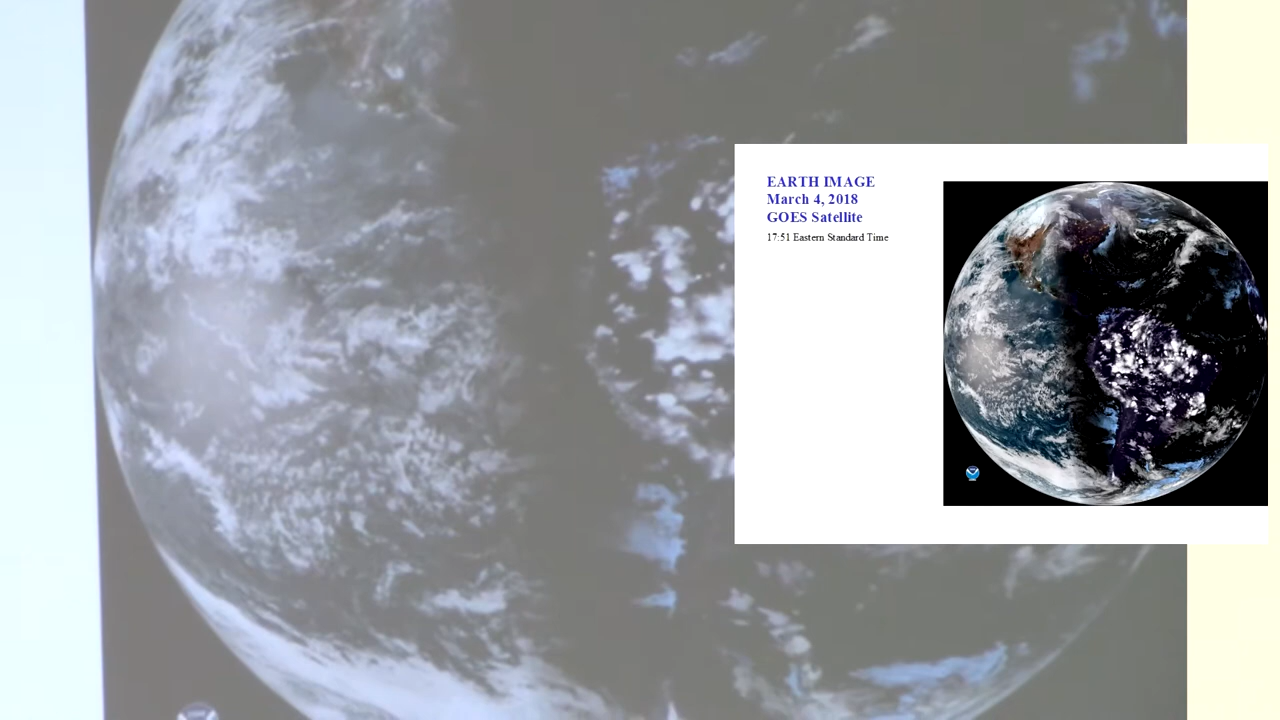 EARTH IMAGE
March 4, 2018
GOES Satellite
17:51 Eastern Standard Time